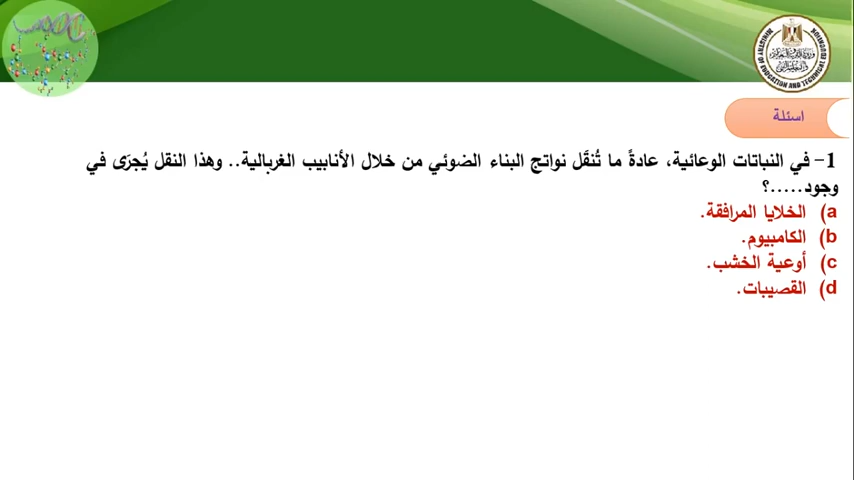 اسئلة
1- في النباتات الوعائية، عادةً ما تُنقَل نواتج البناء الضوئي من خلال الأنابيب الغربالية.. وهذا النقل يُجرَى في
وجود.....؟
a) الخلايا المرافقة.
b) الكامبيوم.
c) أوعية الخشب.
d) القصيبات.